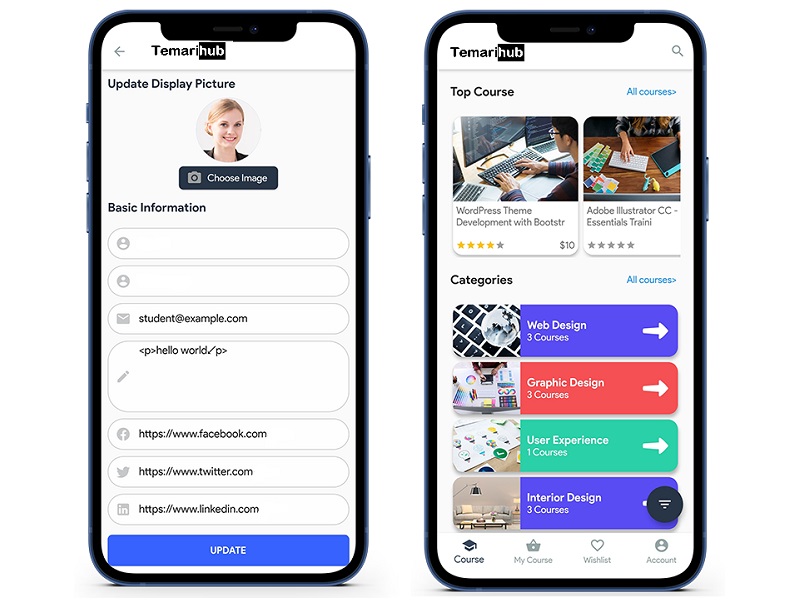 Temarihub
Update Display Picture
Choose Image
Basic Information
student@example.com
<p>hello world✓p>
https://www.facebook.com
https://www.twitter.com
https://www.linkedin.com
UPDATE
Temarihub
Top Course
All courses>
WordPress Theme
Development with Bootstr
$10
Adobe Illustrator CC -
Essentials Traini
Categories
All courses>
Web Design
3 Courses
Graphic Design
3 Courses
User Experience
1 Courses
Interior Design
3 Courses
Course
My Course
Wishlist
Account